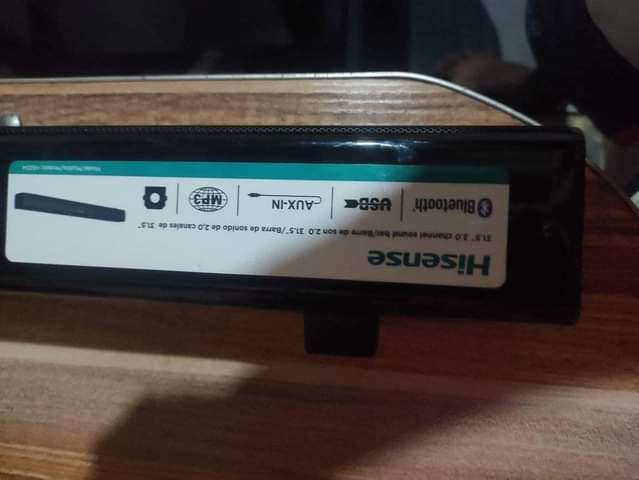 Hisense
31.5" 2.0 channel sound bar/Barre de son 2.0 31.5"/Barra de sonido de 2.0 canales de 31.5"
Bluetooth®
USB
AUX-IN
MP3